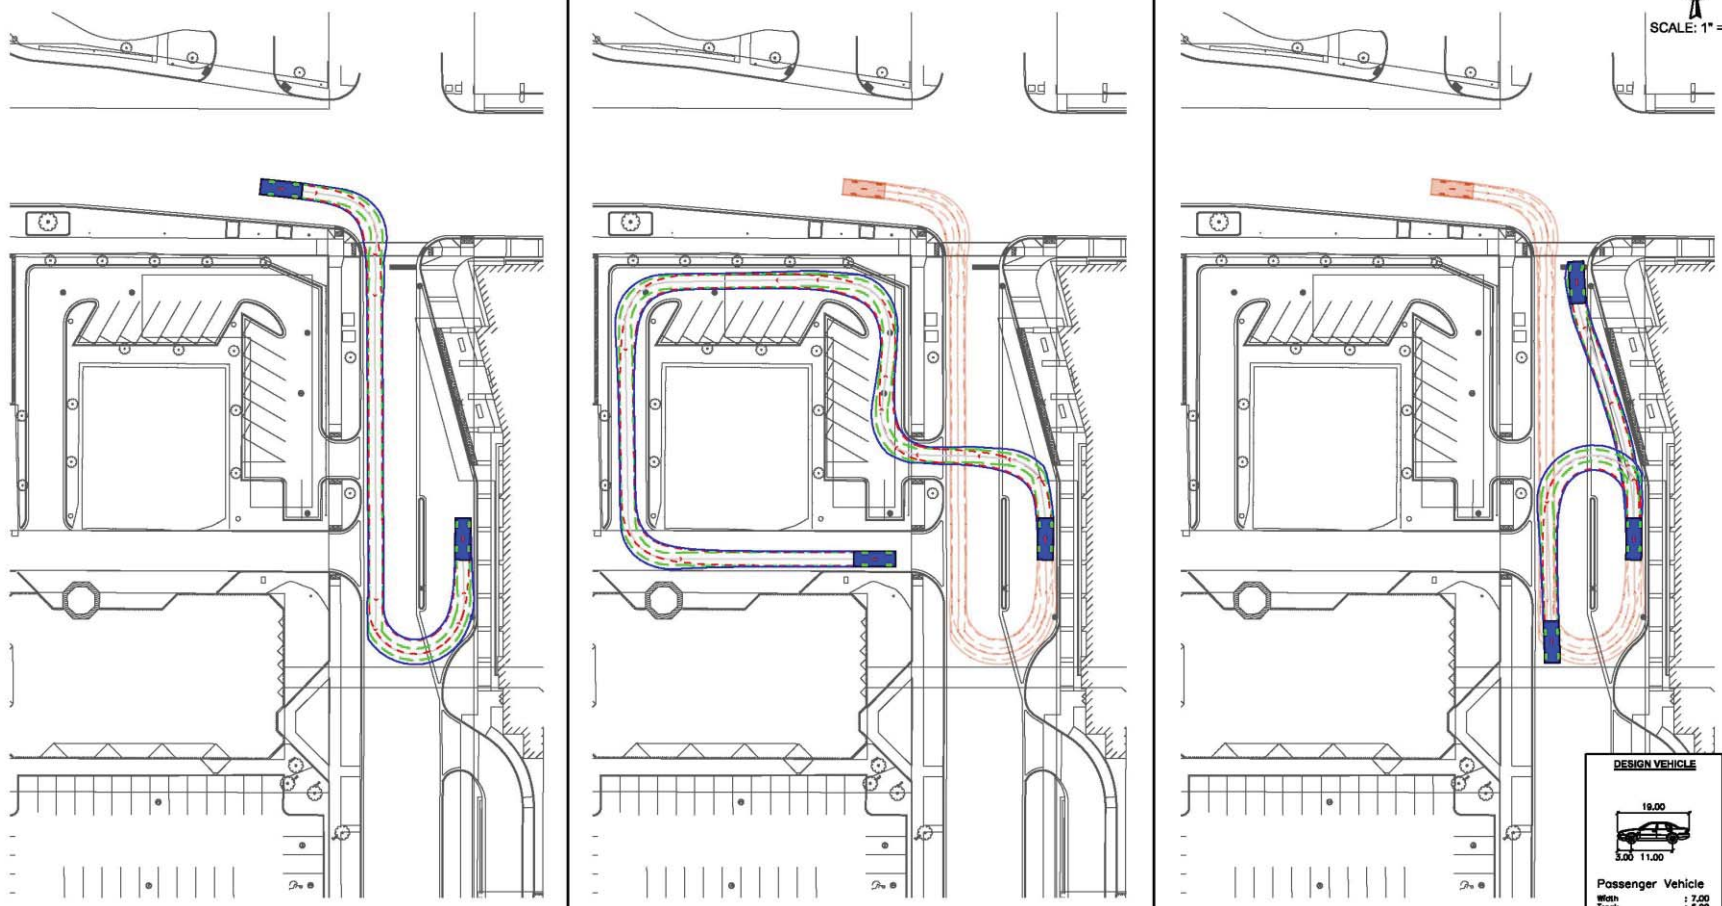 SCALE: 1" =
DESIGN VEHICLE
19.00
3.00 11.00
Passenger Vehicle
Width : 7.00